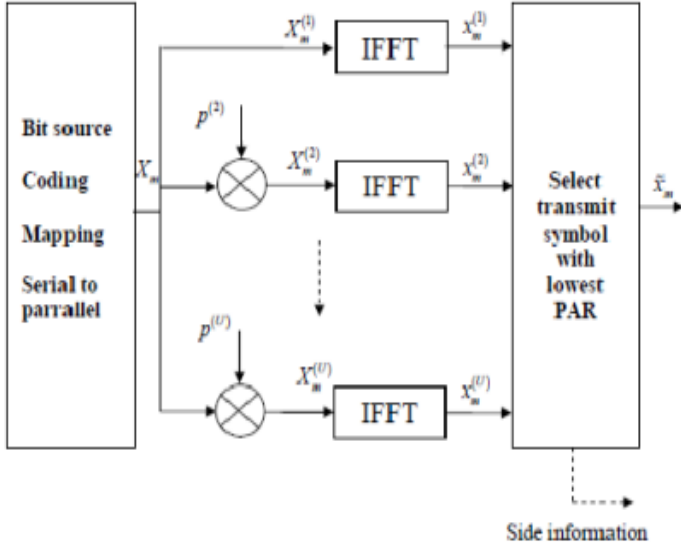 X_m^{(1)}
IFFT
x_m^{(1)}
Bit source
Coding
Mapping
Serial to
parrallel
X_m
p^{(2)}
X_m^{(2)}
IFFT
x_m^{(2)}
Select
transmit
symbol
with
lowest
PAR
x̃_m
p^{(U)}
X_m^{(U)}
IFFT
x_m^{(U)}
Side information